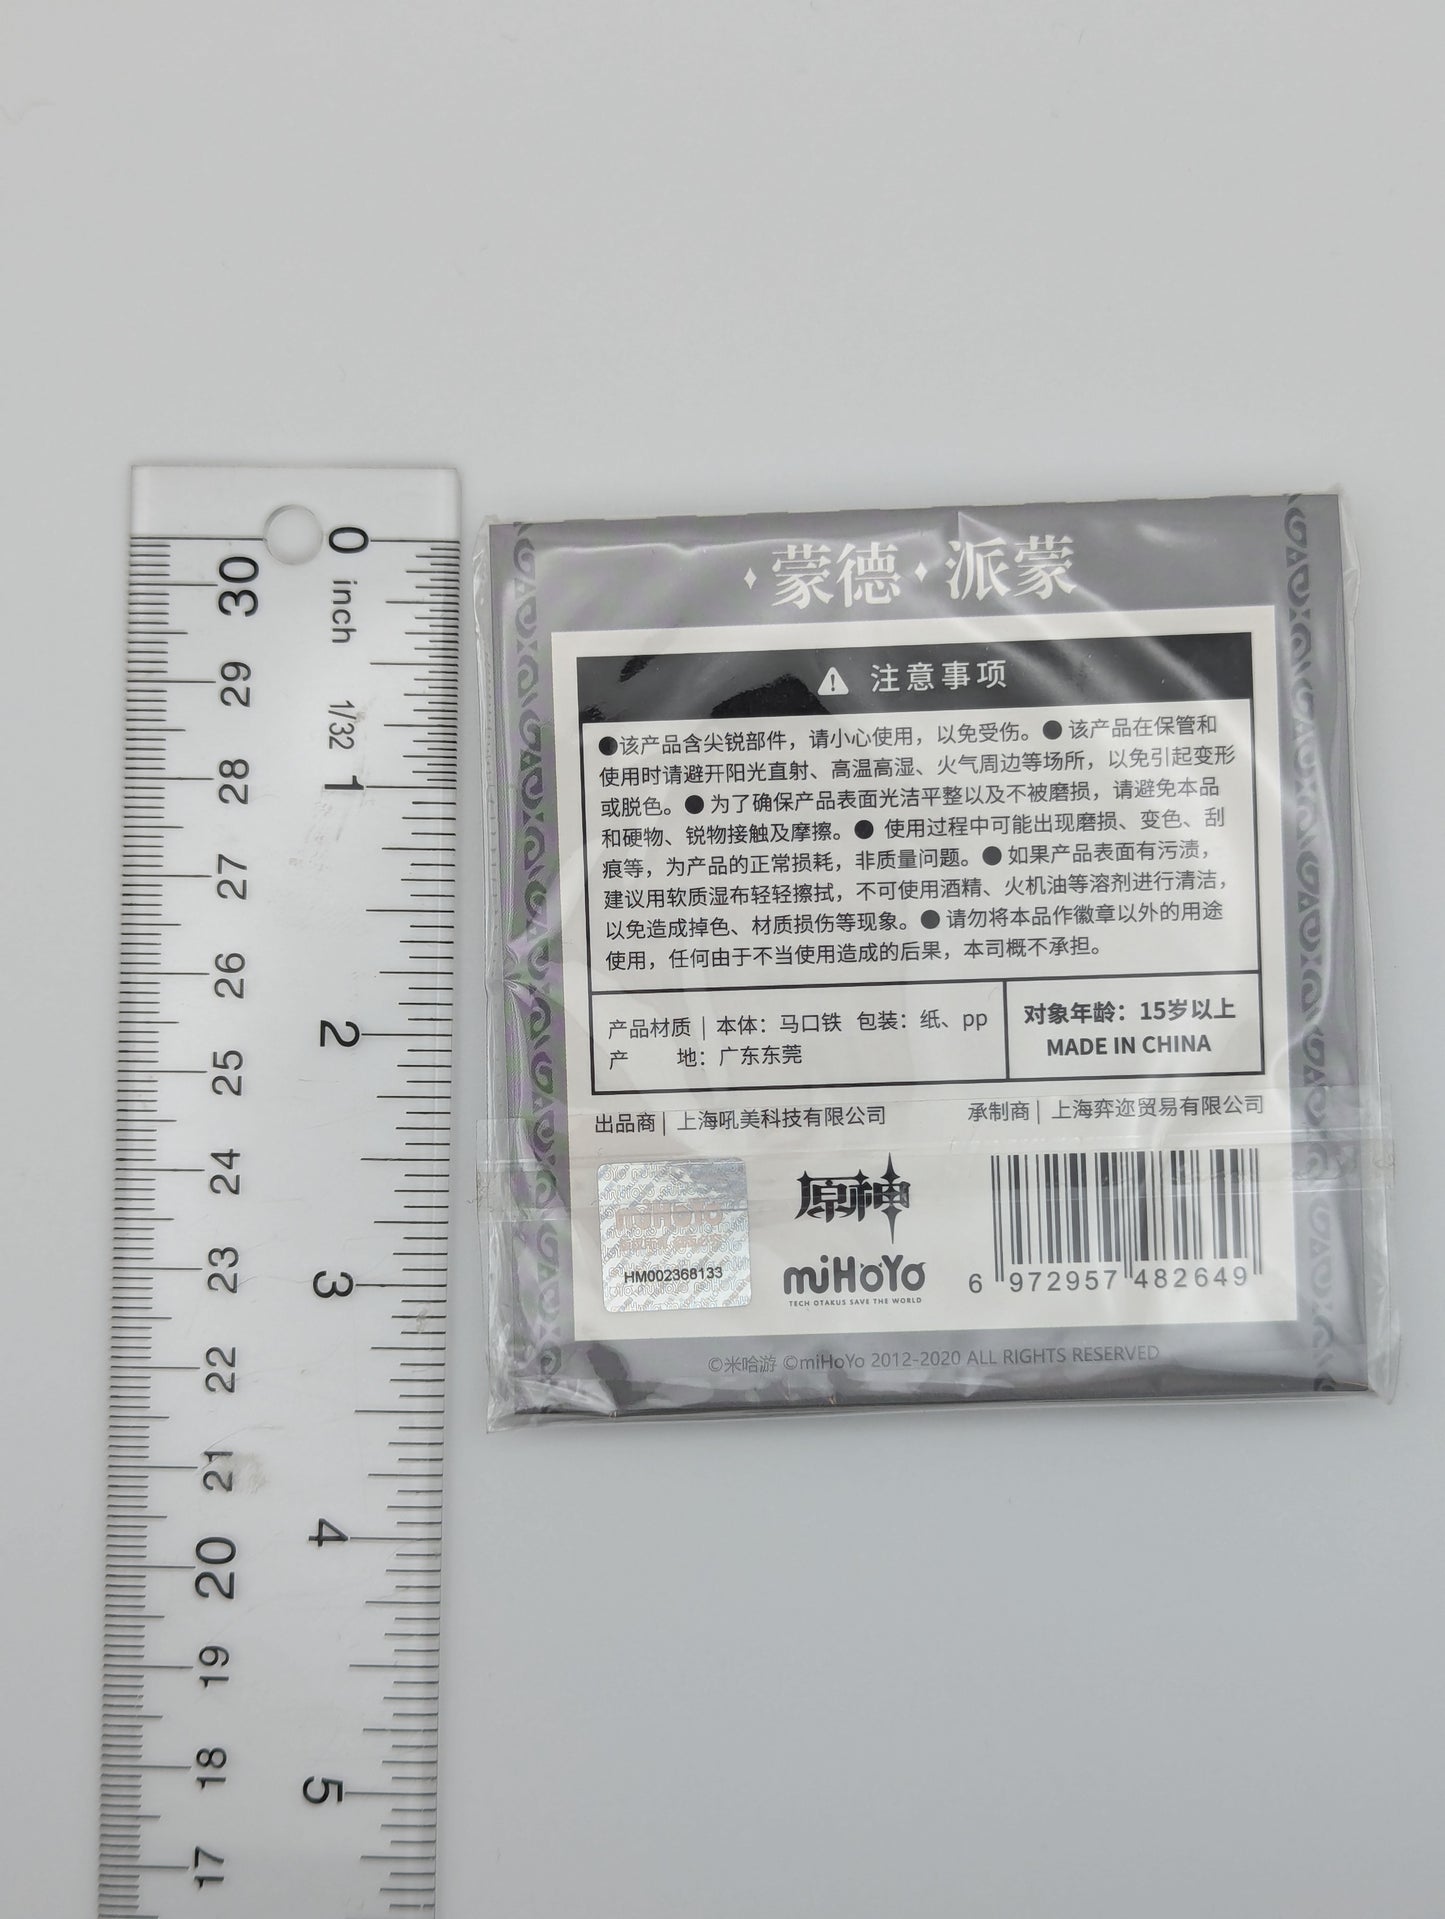 蒙德·派蒙
注意事项
●该产品含尖锐部件，请小心使用，以免受伤。●该产品在保管和
使用时请避开阳光直射、高温高湿、火气周边等场所，以免引起变形
或脱色。●为了确保产品表面光洁平整以及不被磨损，请避免本品
和硬物、锐物接触及摩擦。●使用过程中可能出现磨损、变色、刮
痕等，为产品的正常损耗，非质量问题。●如果产品表面有污渍，
建议用软质湿布轻轻擦拭，不可使用酒精、火机油等溶剂进行清洁，
以免造成掉色、材质损伤等现象。●请勿将本品作徽章以外的用途
使用，任何由于不当使用造成的后果，本司概不承担。
产品材质｜本体：马口铁 包装：纸、pp
产 地：广东东莞
对象年龄：15岁以上
MADE IN CHINA
出品商｜上海吼美科技有限公司
承制商｜上海弈迩贸易有限公司
miHoYo
HM002368133
原神
miHoYo
TECH OTAKUS SAVE THE WORLD
6 972957 482649
©米哈游 ©miHoYo 2012-2020 ALL RIGHTS RESERVED
0
inch
1/32
1
2
3
4
5
30
29
28
27
26
25
24
23
22
21
20
19
18
17